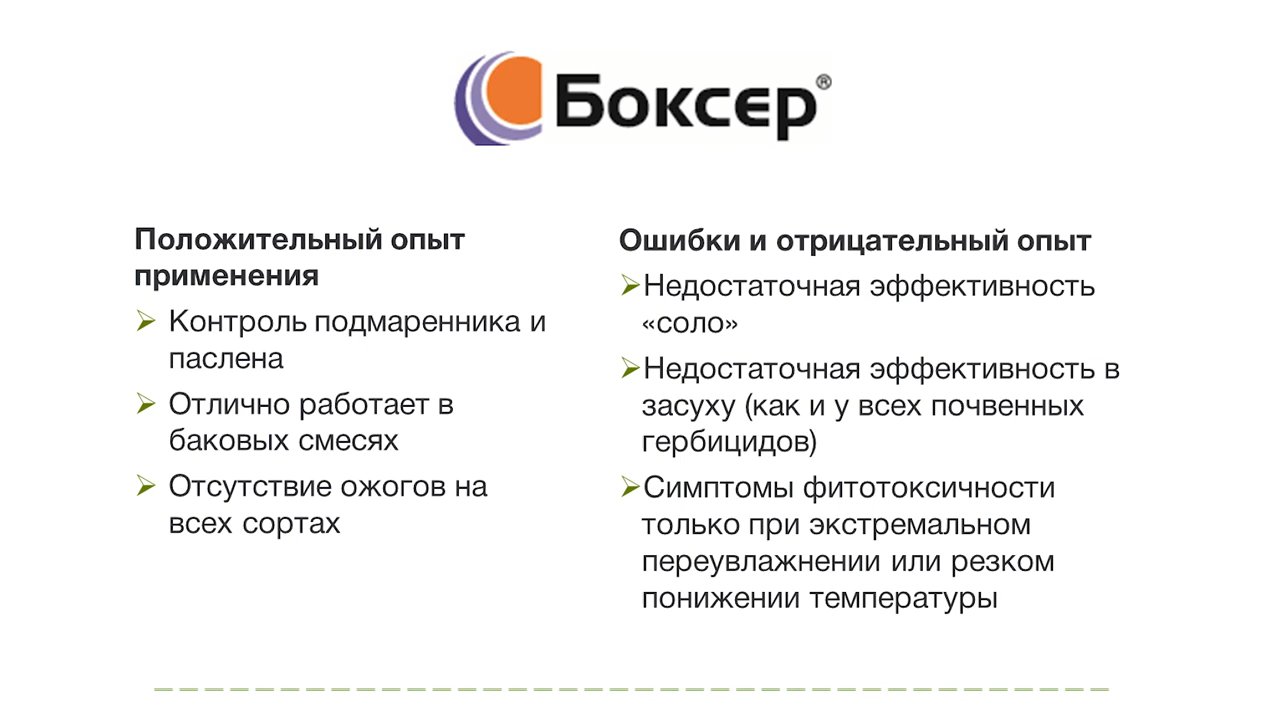 Боксер®
Положительный опыт
применения
Контроль подмаренника и
паслена
Отлично работает в
баковых смесях
Отсутствие ожогов на
всех сортах
Ошибки и отрицательный опыт
Недостаточная эффективность
«соло»
Недостаточная эффективность в
засуху (как и у всех почвенных
гербицидов)
Симптомы фитотоксичности
только при экстремальном
переувлажнении или резком
понижении температуры